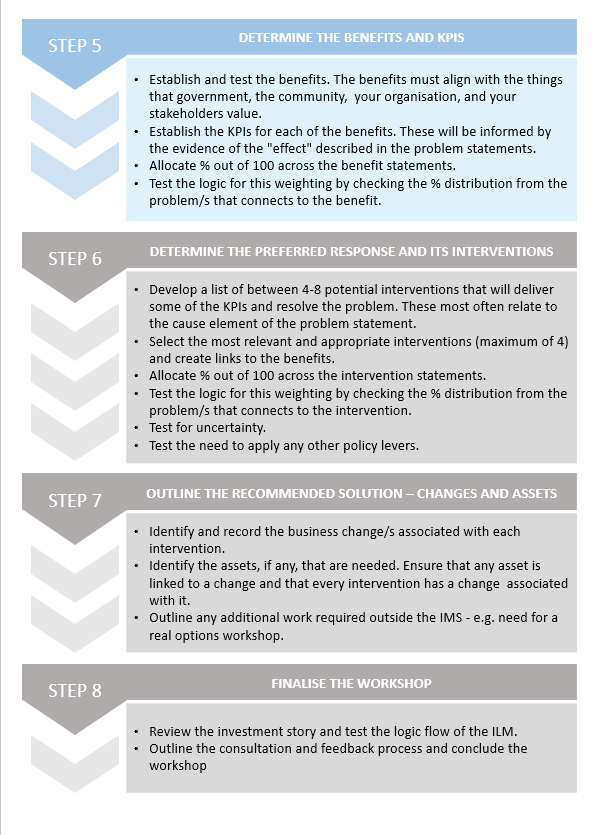 STEP 5
DETERMINE THE BENEFITS AND KPIS
• Establish and test the benefits. The benefits must align with the things
that government, the community,  your organisation, and your
stakeholders value.
• Establish the KPIs for each of the benefits. These will be informed by
the evidence of the "effect" described in the problem statements.
• Allocate % out of 100 across the benefit statements.
• Test the logic for this weighting by checking the % distribution from the
problem/s that connects to the benefit.
STEP 6
DETERMINE THE PREFERRED RESPONSE AND ITS INTERVENTIONS
• Develop a list of between 4-8 potential interventions that will deliver
some of the KPIs and resolve the problem. These most often relate to
the cause element of the problem statement.
• Select the most relevant and appropriate interventions (maximum of 4)
and create links to the benefits.
• Allocate % out of 100 across the intervention statements.
• Test the logic for this weighting by checking the % distribution from the
problem/s that connects to the intervention.
• Test for uncertainty.
• Test the need to apply any other policy levers.
STEP 7
OUTLINE THE RECOMMENDED SOLUTION – CHANGES AND ASSETS
• Identify and record the business change/s associated with each
intervention.
• Identify the assets, if any, that are needed. Ensure that any asset is
linked to a change and that every intervention has a change  associated
with it.
• Outline any additional work required outside the IMS - e.g. need for a
real options workshop.
STEP 8
FINALISE THE WORKSHOP
• Review the investment story and test the logic flow of the ILM.
• Outline the consultation and feedback process and conclude the
workshop